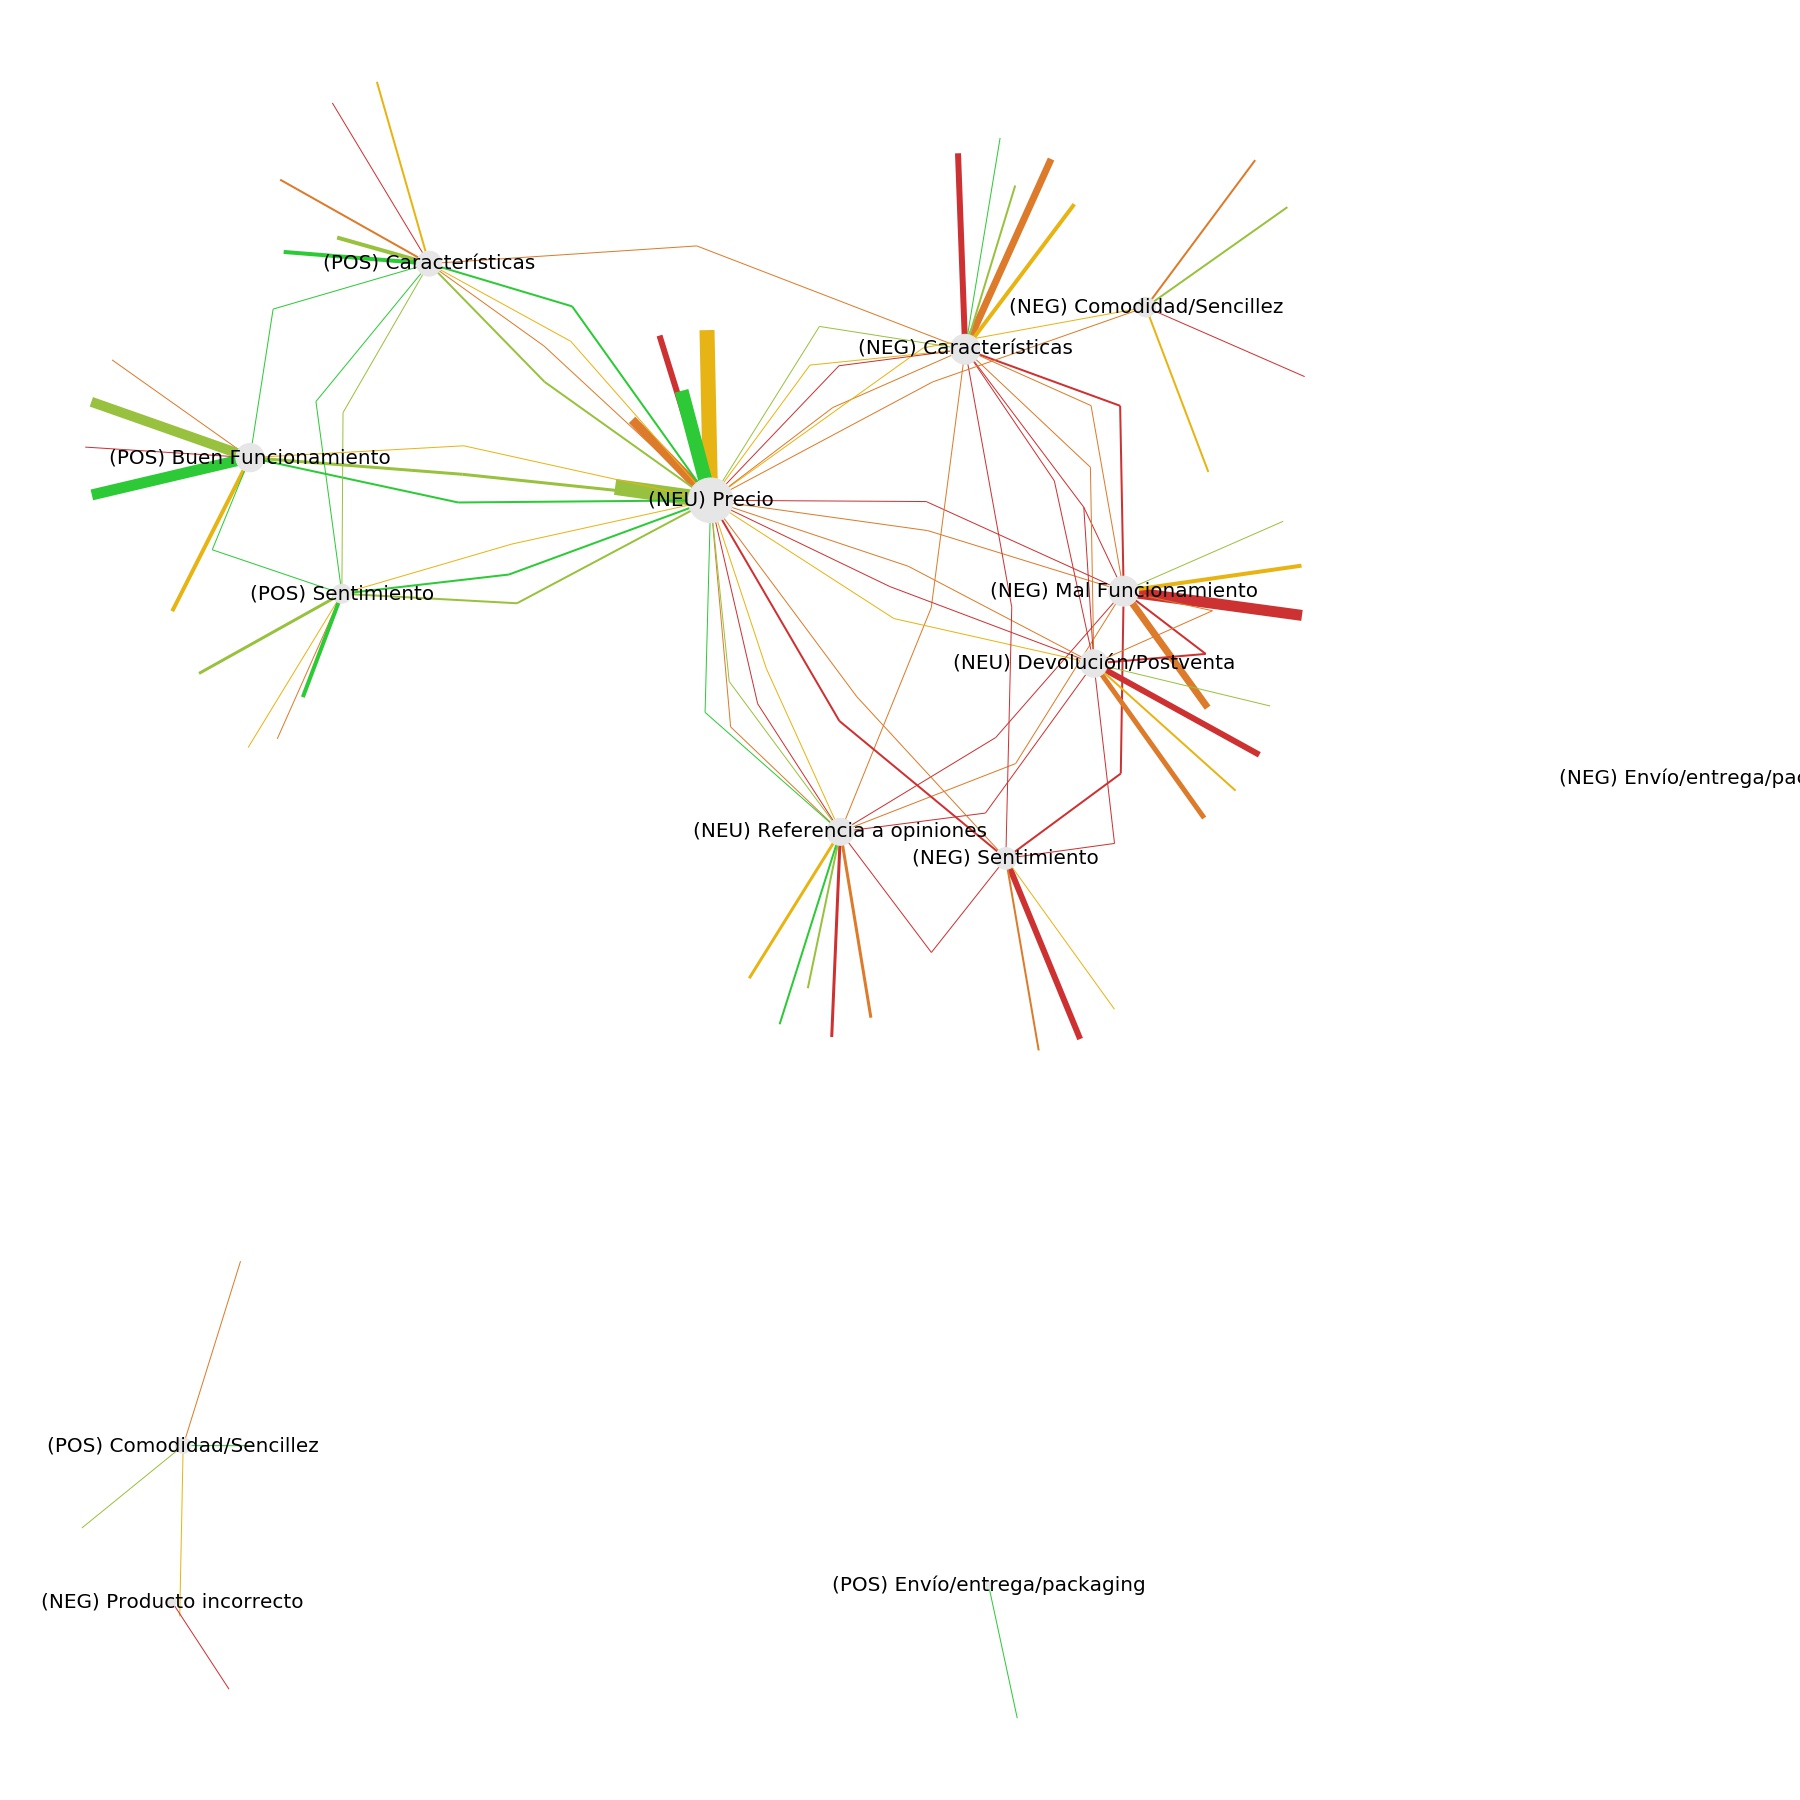 (POS) Características
(NEG) Comodidad/Sencillez
(NEG) Características
(POS) Buen Funcionamiento
(NEU) Precio
(POS) Sentimiento
(NEG) Mal Funcionamiento
(NEU) Devolución/Postventa
(NEG) Envío/entrega/pac
(NEU) Referencia a opiniones
(NEG) Sentimiento
(POS) Comodidad/Sencillez
(POS) Envío/entrega/packaging
(NEG) Producto incorrecto